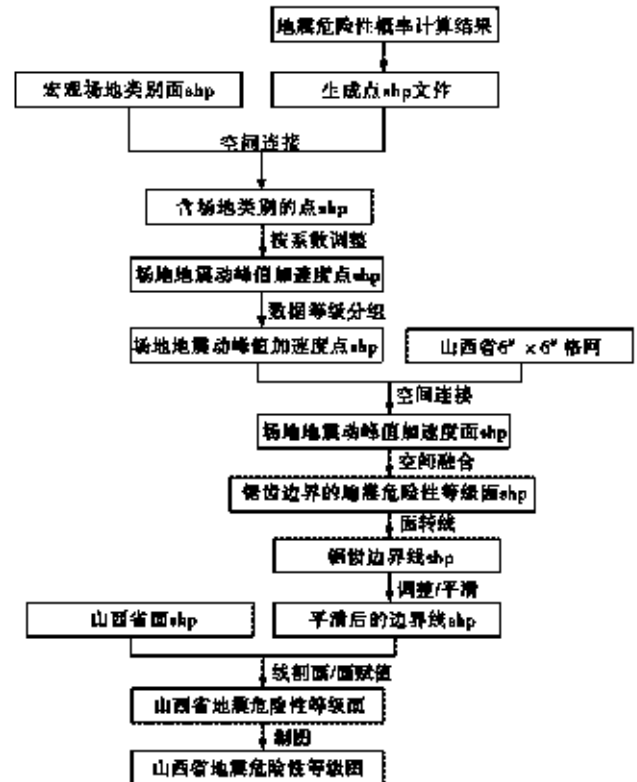 地震危险性概率计算结果
宏观场地类别面shp
生成点shp文件
空间连接
含场地类别的点shp
按系数调整
场地地震动峰值加速度点shp
数据等级分组
场地地震动峰值加速度点shp
山西省6" × 6" 格网
空间连接
场地地震动峰值加速度面shp
空间融合
锯齿边界的地震危险性等级面shp
面转线
锯齿边界线shp
调整/平滑
山西省面shp
平滑后的边界线shp
线割面/面赋值
山西省地震危险性等级面
制图
山西省地震危险性等级图